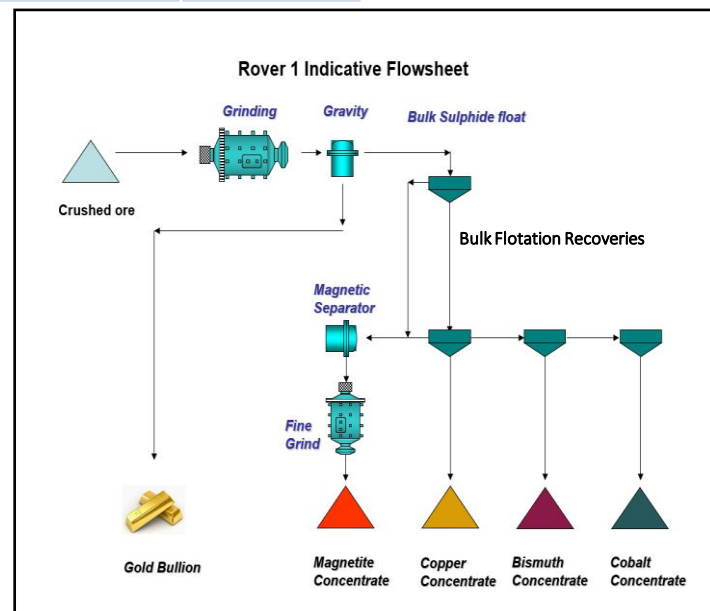 Rover 1 Indicative Flowsheet
Grinding
Gravity
Bulk Sulphide float
Crushed ore
Bulk Flotation Recoveries
Magnetic
Separator
Fine
Grind
Gold Bullion
Magnetite
Concentrate
Copper
Concentrate
Bismuth
Concentrate
Cobalt
Concentrate